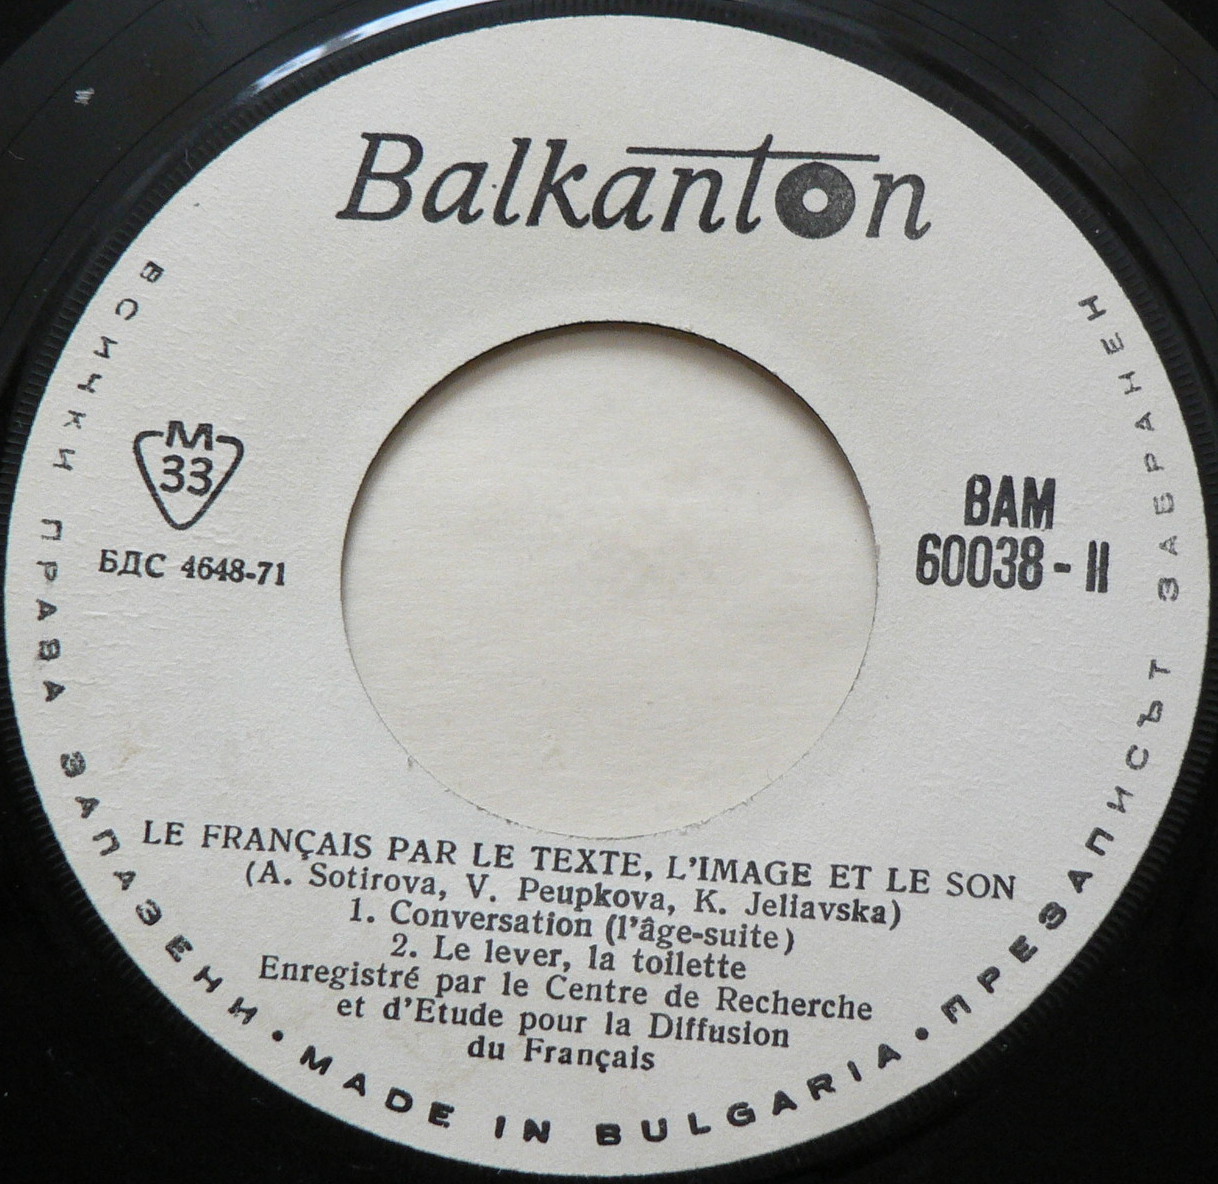 Balkanton
ВСИЧКИ ПРАВА ЗАПАЗЕНИ • MADE IN BULGARIA • ПРЕЗАПИСЪТ ЗАБРАНЕН
М
33
БДС 4648-71
ВАМ
60038-II
LE FRANÇAIS PAR LE TEXTE, L'IMAGE ET LE SON
(A. Sotirova, V. Peupkova, K. Jeliavska)
1. Conversation (l'âge-suite)
2. Le lever, la toilette
Enregistré par le Centre de Recherche
et d'Etude pour la Diffusion
du Français